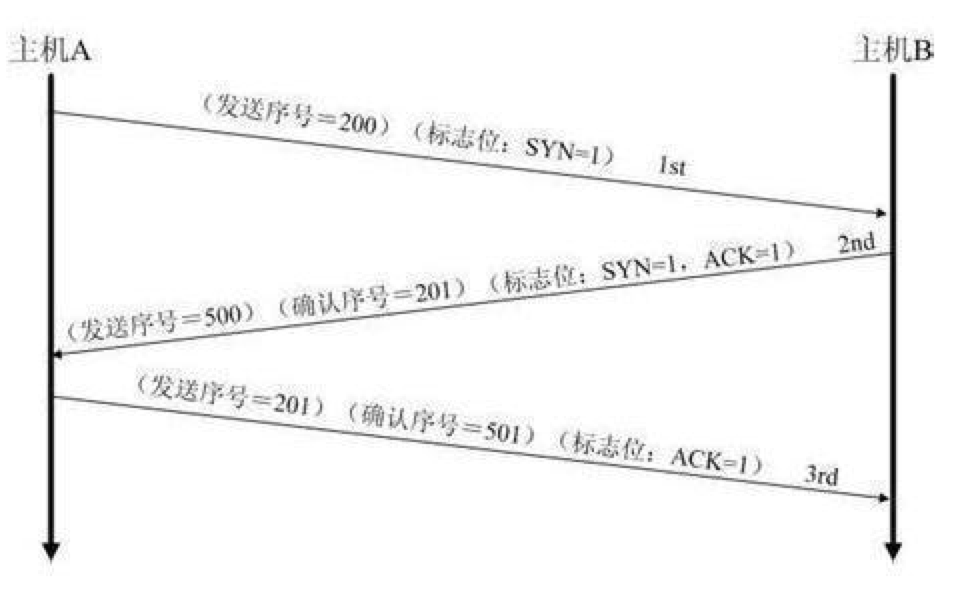 主机A
主机B
（发送序号＝200）（标志位：SYN=1） 1st
（发送序号＝500）（确认序号＝201）（标志位：SYN=1，ACK=1） 2nd
（发送序号＝201）（确认序号＝501）（标志位：ACK=1） 3rd